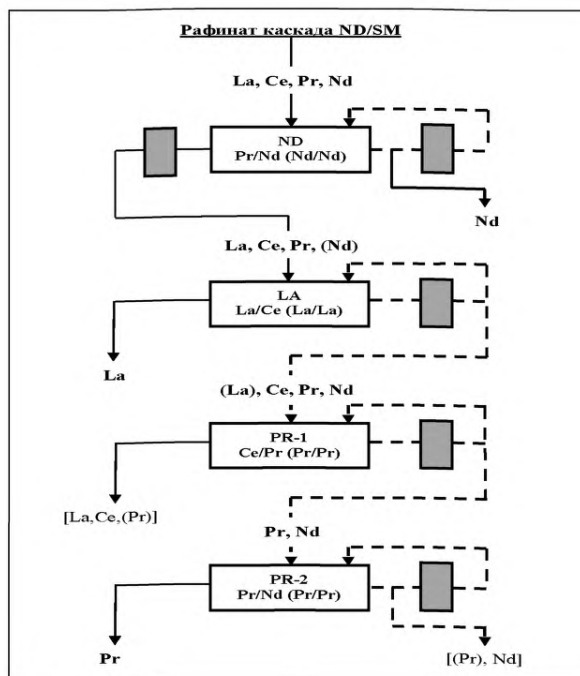 Рафинат каскада ND/SM
La, Ce, Pr, Nd
ND
Pr/Nd (Nd/Nd)
Nd
La, Ce, Pr, (Nd)
LA
La/Ce (La/La)
La
(La), Ce, Pr, Nd
PR-1
Ce/Pr (Pr/Pr)
[La,Ce,(Pr)]
Pr, Nd
PR-2
Pr/Nd (Pr/Pr)
Pr
[(Pr), Nd]